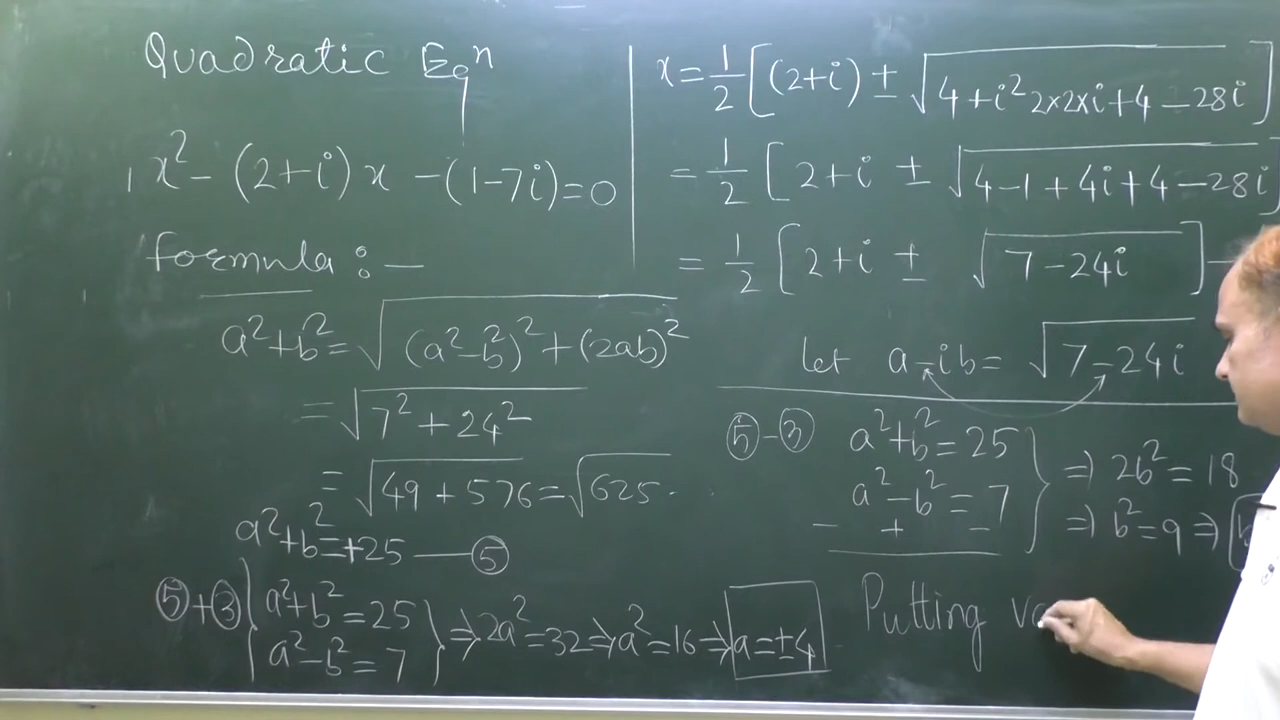 Quadratic Eqⁿ
1x² - (2+i)x - (1-7i)=0
formula :-
a²+b² = √(a²-b²)²+(2ab)²
= √7²+24²
= √49+576 = √625
a²+b² = +25 — ⑤
⑤+③ { a²+b²=25
a²-b²=7 } ⇒ 2a²=32 ⇒ a²=16 ⇒ a=±4
x = 1/2 [(2+i) ± √4+i² 2×2×i+4-28i]
= 1/2 [2+i ± √4-1+4i+4-28i
= 1/2 [2+i ± √7-24i] —
let a-ib = √7-24i
⑤-③ a²+b²=25 } ⇒ 2b²=18
a²-b²=7 ⇒ b²=9 ⇒
- + -
Putting